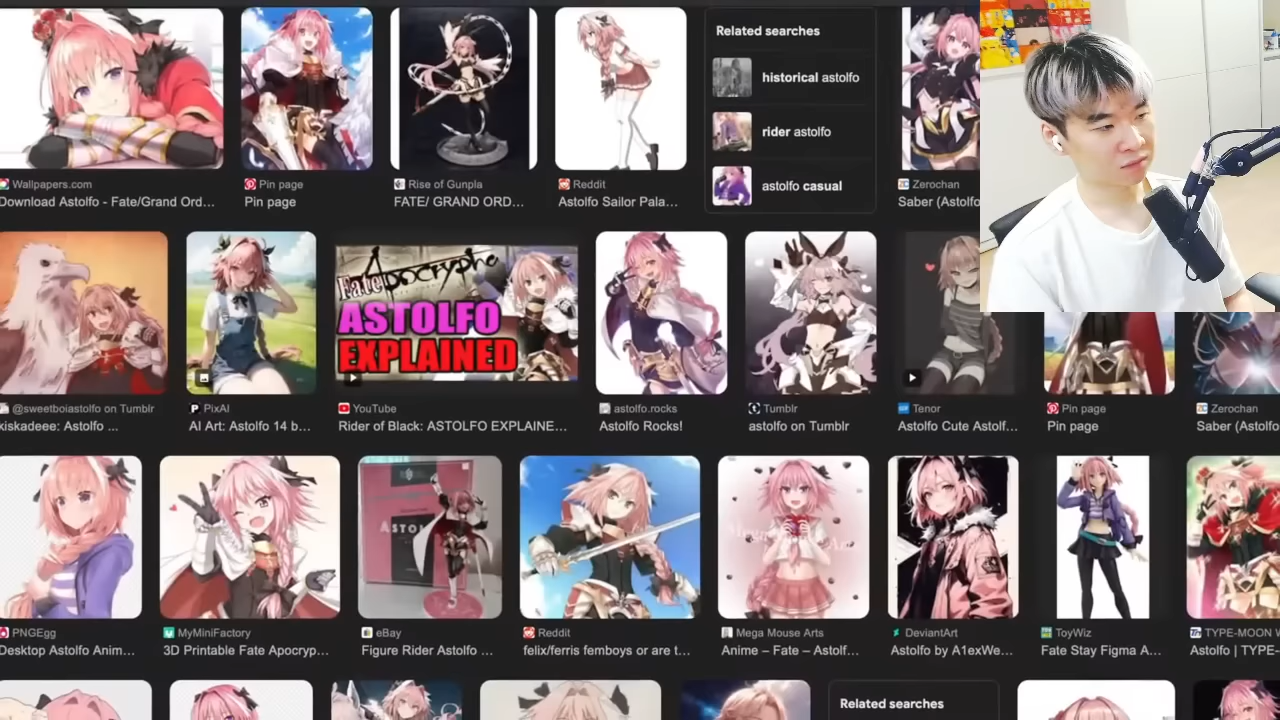 Related searches
historical astolfo
rider astolfo
astolfo casual
Wallpapers.com
Download Astolfo - Fate/Grand Ord...
Pin page
Pin page
Rise of Gunpla
FATE/ GRAND ORD...
Reddit
Astolfo Sailor Pala...
Zerochan
Saber (Astolfo
Fate Apocrypha
ASTOLFO
EXPLAINED
@sweetboiastolfo on Tumblr
kiskadeee: Astolfo ...
PixAI
AI Art: Astolfo 14 b...
YouTube
Rider of Black: ASTOLFO EXPLAINE...
astolfo.rocks
Astolfo Rocks!
Tumblr
astolfo on Tumblr
Tenor
Astolfo Cute Astolf...
Pin page
Pin page
Zerochan
Saber (Astolfo
PNGEgg
Desktop Astolfo Anim...
MyMiniFactory
3D Printable Fate Apocryp...
eBay
Figure Rider Astolfo ...
Reddit
felix/ferris femboys or are t...
Mega Mouse Arts
Anime – Fate – Astolf...
DeviantArt
Astolfo by A1exWe...
ToyWiz
Fate Stay Figma A...
TYPE-MOON W
Astolfo | TYPE-
Related searches